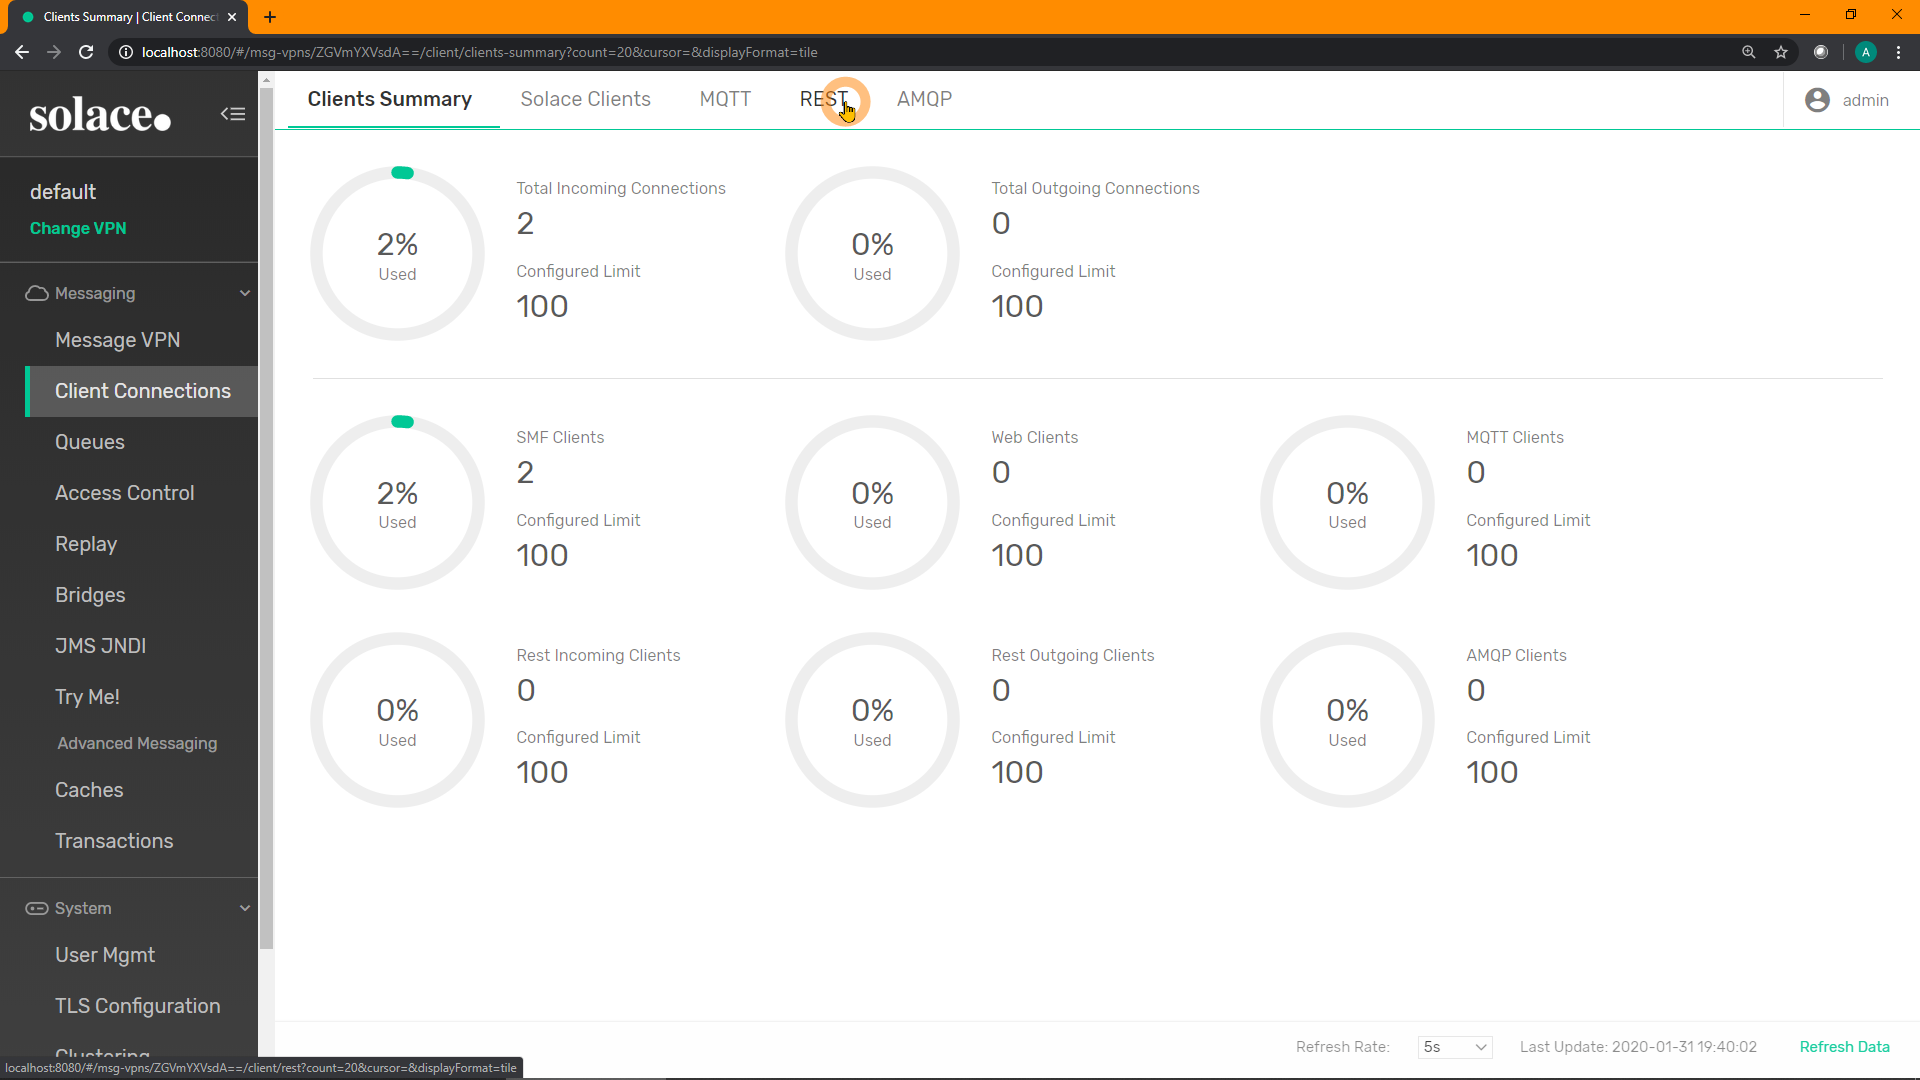 Clients Summary | Client Connect
localhost:8080/#/msg-vpns/ZGVmYXVsdA==/client/clients-summary?count=20&cursor=&displayFormat=tile
A
solace
Clients Summary
Solace Clients
MQTT
REST
AMQP
admin
default
Change VPN
Messaging
Message VPN
Client Connections
Queues
Access Control
Replay
Bridges
JMS JNDI
Try Me!
Advanced Messaging
Caches
Transactions
System
User Mgmt
TLS Configuration
Clustering
2%
Used
Total Incoming Connections
2
Configured Limit
100
0%
Used
Total Outgoing Connections
0
Configured Limit
100
2%
Used
SMF Clients
2
Configured Limit
100
0%
Used
Web Clients
0
Configured Limit
100
0%
Used
MQTT Clients
0
Configured Limit
100
0%
Used
Rest Incoming Clients
0
Configured Limit
100
0%
Used
Rest Outgoing Clients
0
Configured Limit
100
0%
Used
AMQP Clients
0
Configured Limit
100
Refresh Rate:
5s
Last Update: 2020-01-31 19:40:02
Refresh Data
localhost:8080/#/msg-vpns/ZGVmYXVsdA==/client/rest?count=20&cursor=&displayFormat=tile